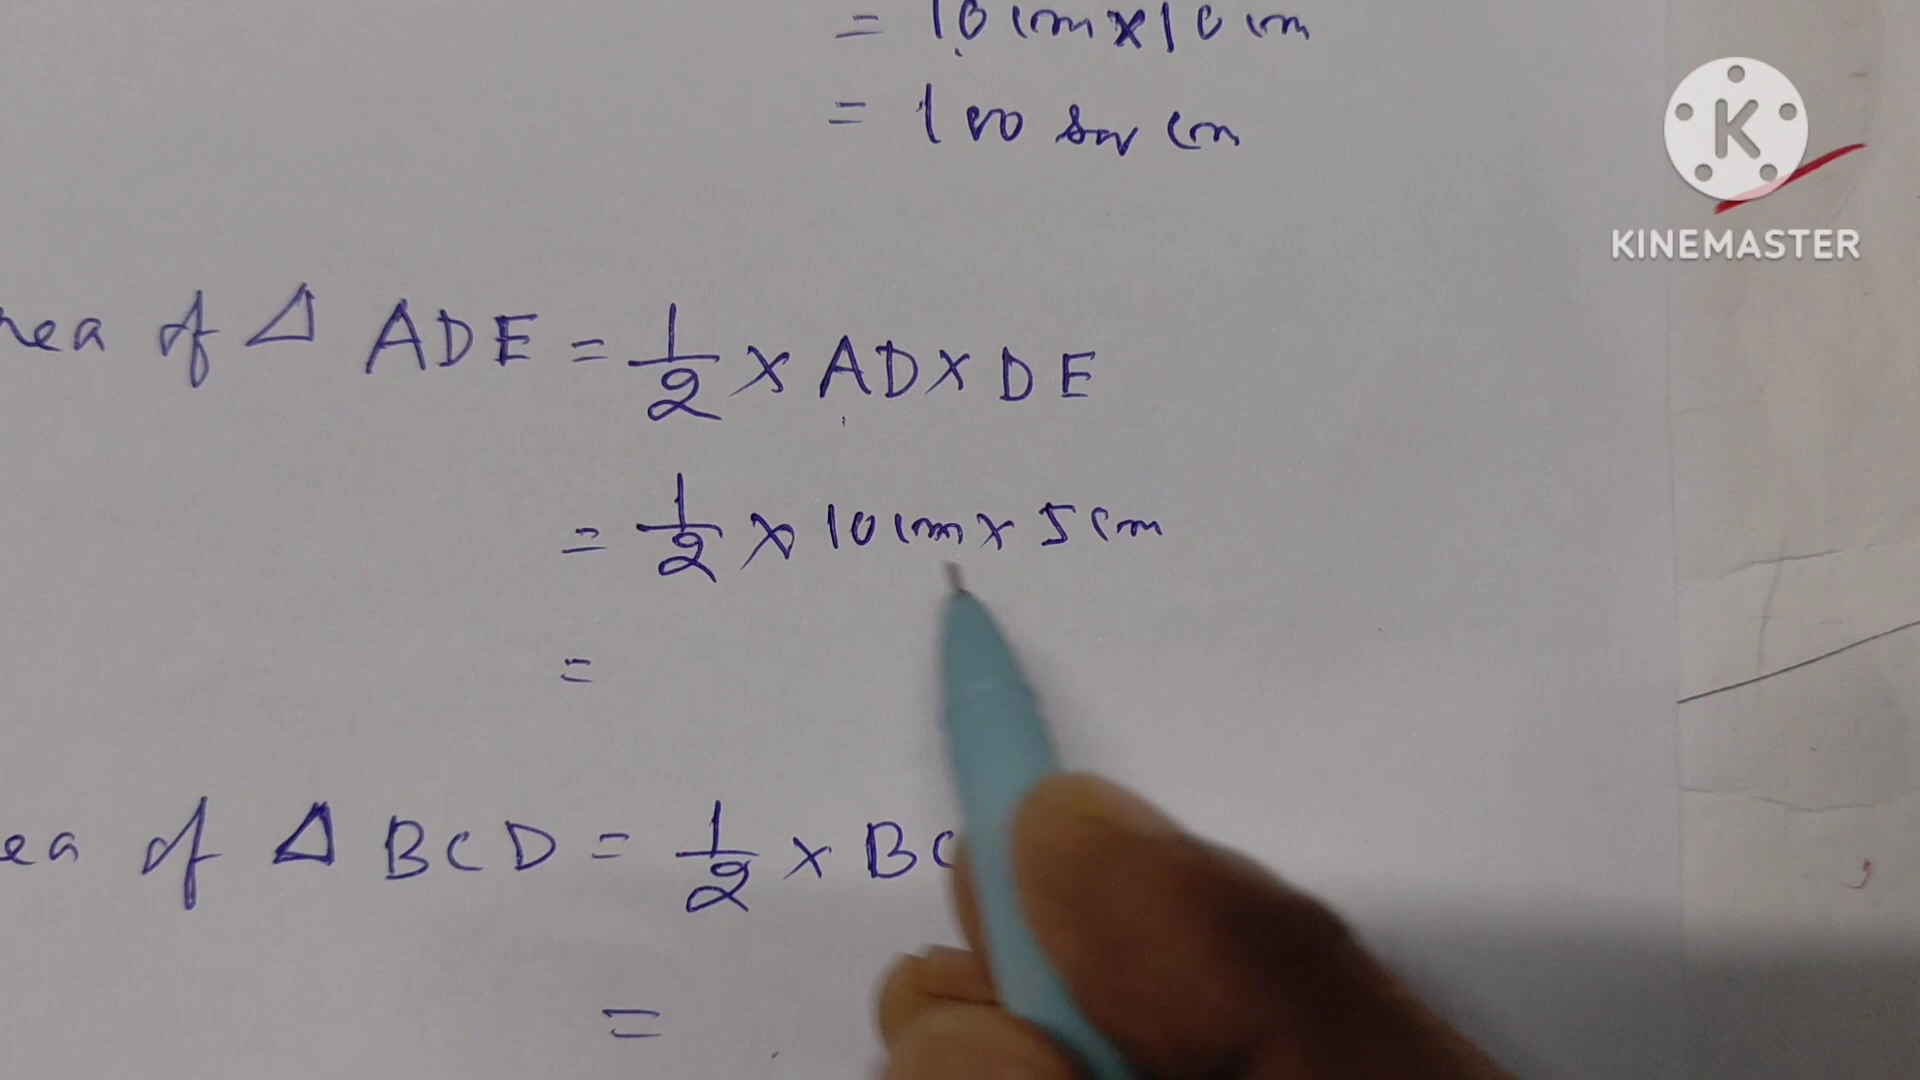 = 10 cm x 10 cm
= 100 sq cm
K
KINEMASTER
rea of Δ ADE = 1/2 x AD x DE
= 1/2 x 10 cm x 5 cm
=
ea of Δ BCD = 1/2 x BC
=